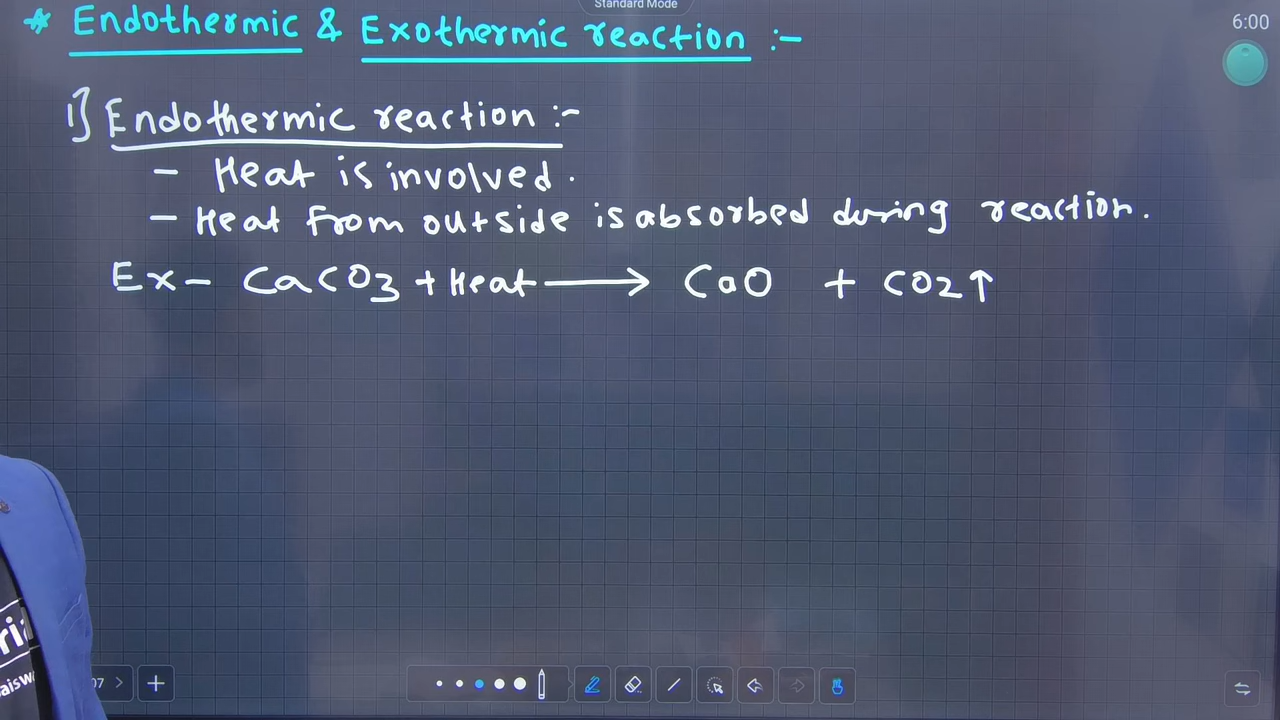 Standard Mode
6:00
* Endothermic & Exothermic reaction :-
1] Endothermic reaction :-
- Heat is involved.
- Heat from outside is absorbed during reaction.
Ex- CaCO3 + Heat ⟶ CaO + CO2↑
07